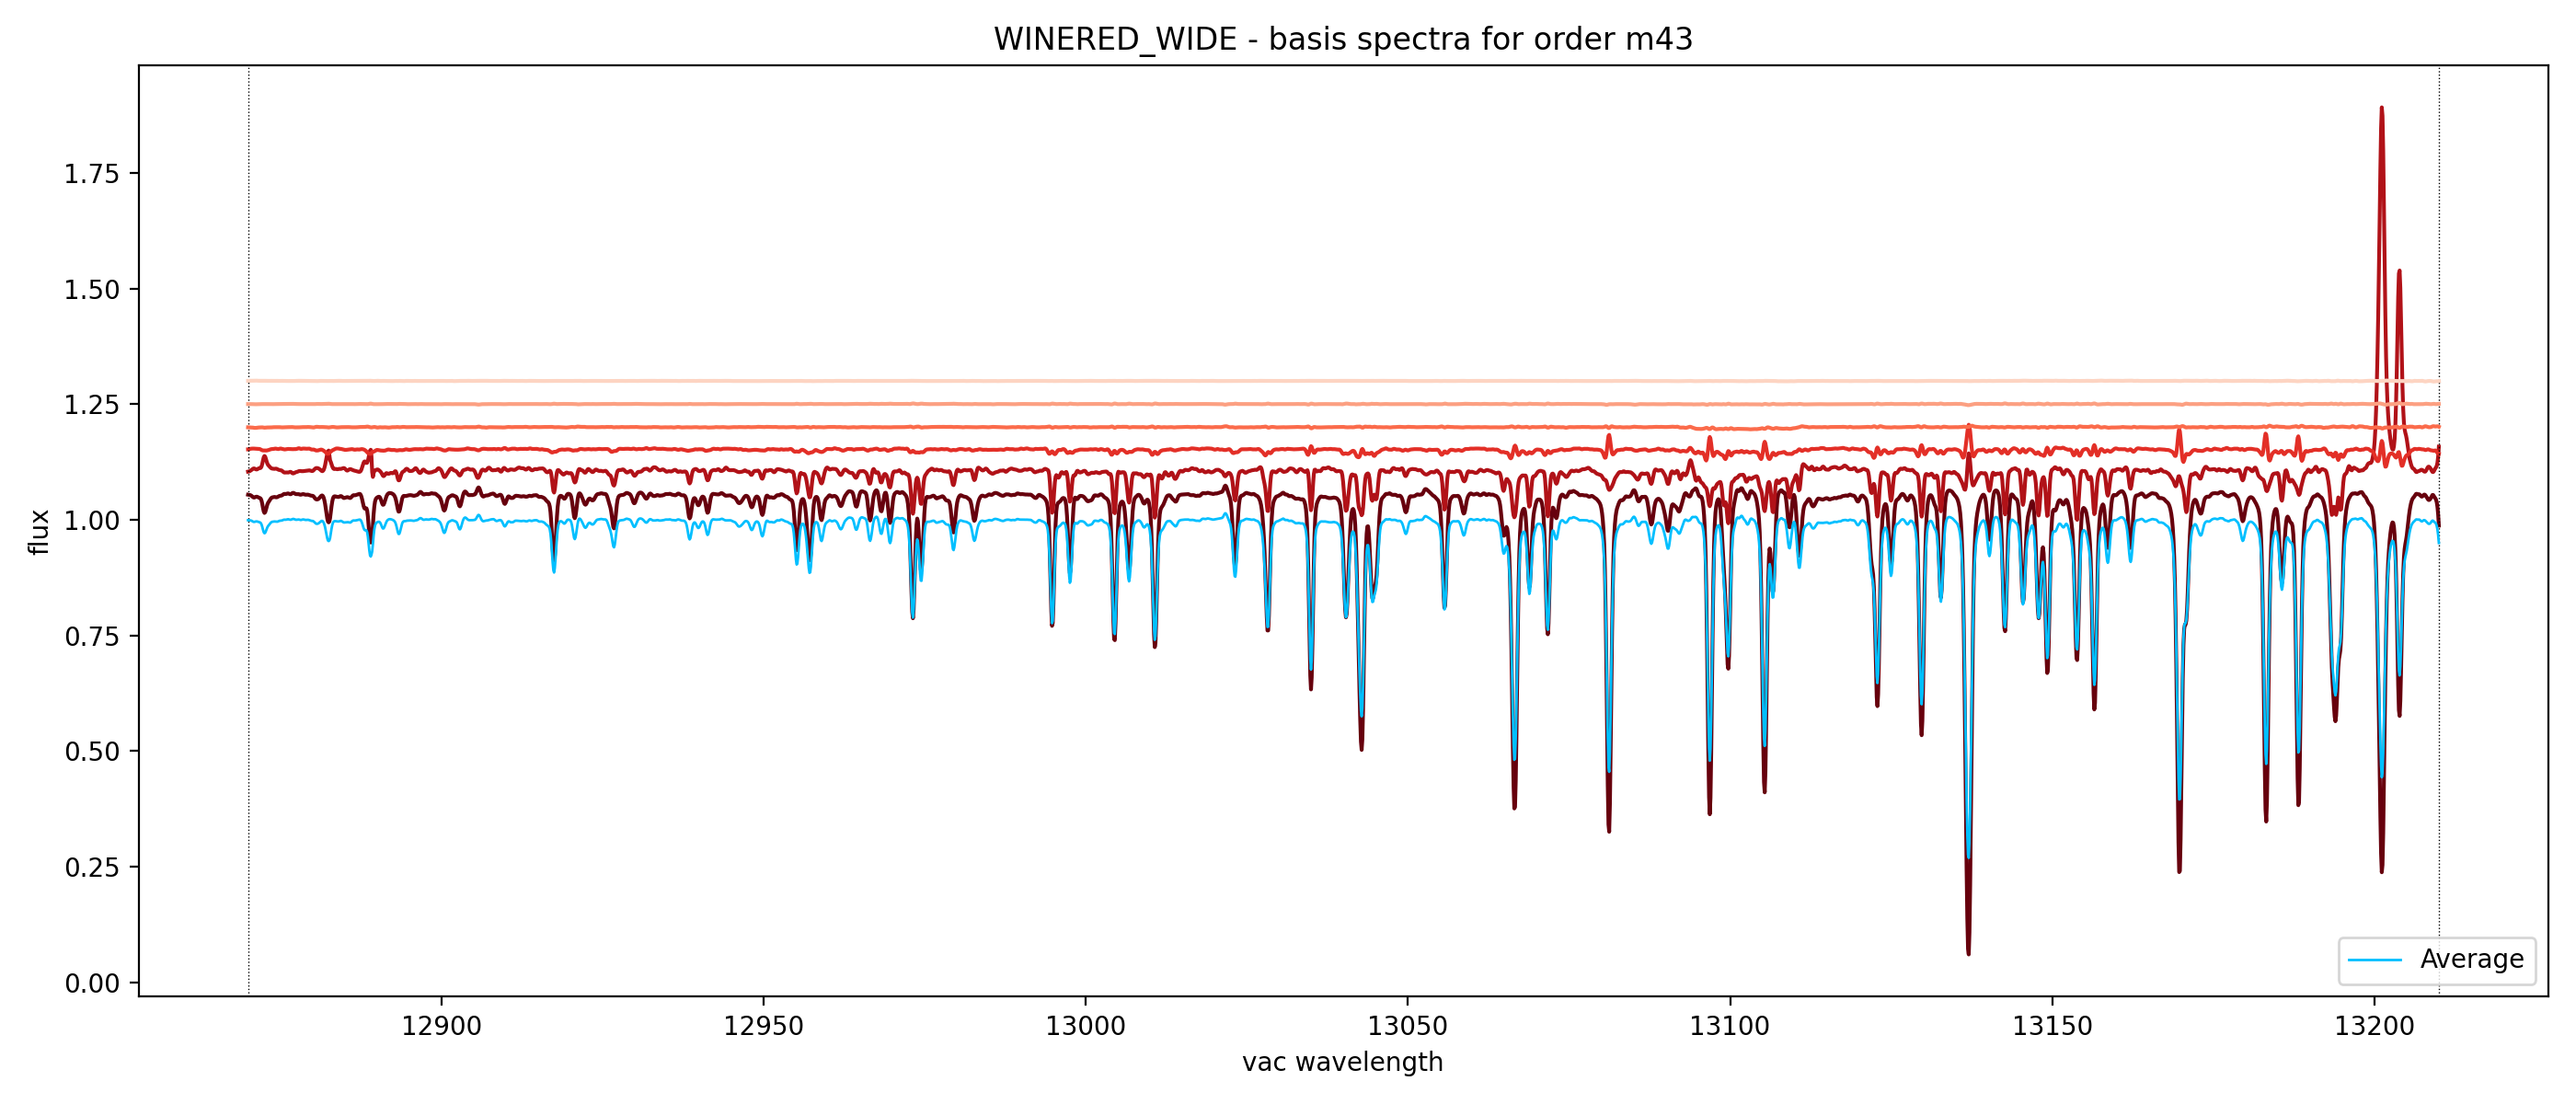 WINERED_WIDE - basis spectra for order m43
flux
1.75
1.50
1.25
1.00
0.75
0.50
0.25
0.00
Average
12900 12950 13000 13050 13100 13150 13200
vac wavelength